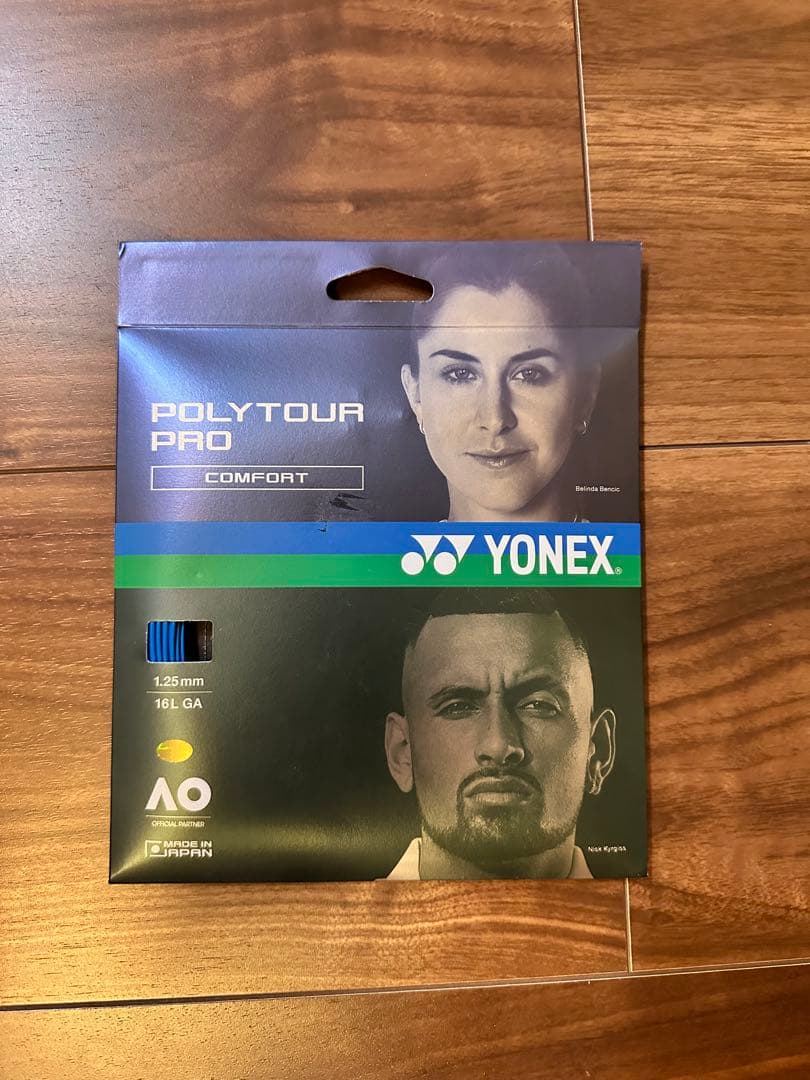 POLYTOUR
PRO
COMFORT
Belinda Bencic
YONEX®
1.25mm
16L GA
AO
OFFICIAL PARTNER
MADE IN
JAPAN
Nick Kyrgios